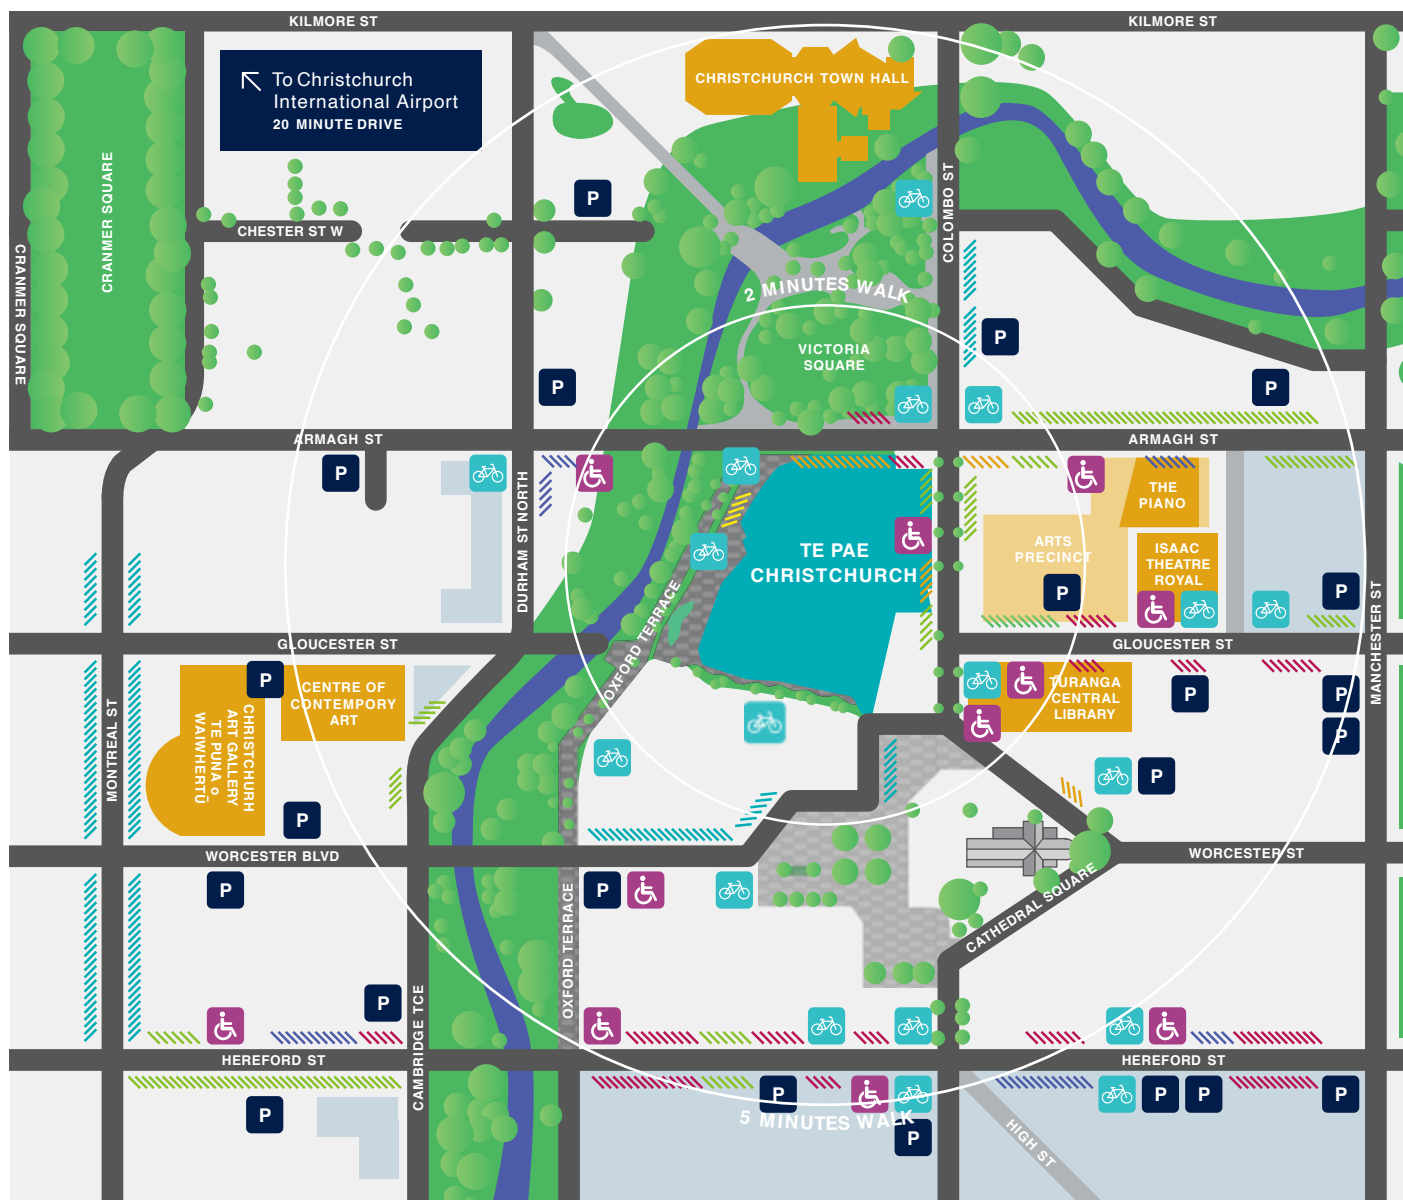 KILMORE ST
KILMORE ST
To Christchurch
International Airport
20 MINUTE DRIVE
CHRISTCHURCH TOWN HALL
CRANMER SQUARE
CRANMER SQUARE
CHESTER ST W
COLOMBO ST
P
2 MINUTES WALK
VICTORIA
SQUARE
P
P
P
ARMAGH ST
ARMAGH ST
P
DURHAM ST NORTH
TE PAE
CHRISTCHURCH
THE
PIANO
ARTS
PRECINCT
ISAAC
THEATRE
ROYAL
P
P
OXFORD TERRACE
MANCHESTER ST
GLOUCESTER ST
GLOUCESTER ST
MONTREAL ST
P
CENTRE OF
CONTEMPORY
ART
CHRISTCHURH
ART GALLERY
TE PUNA O
WAIWHERTŪ
TURANGA
CENTRAL
LIBRARY
P
P
P
P
P
WORCESTER BLVD
WORCESTER ST
P
P
CATHEDRAL SQUARE
OXFORD TERRACE
P
CAMBRIDGE TCE
HEREFORD ST
HEREFORD ST
P
P
P
P
P
5 MINUTES WALK
P
HIGH ST